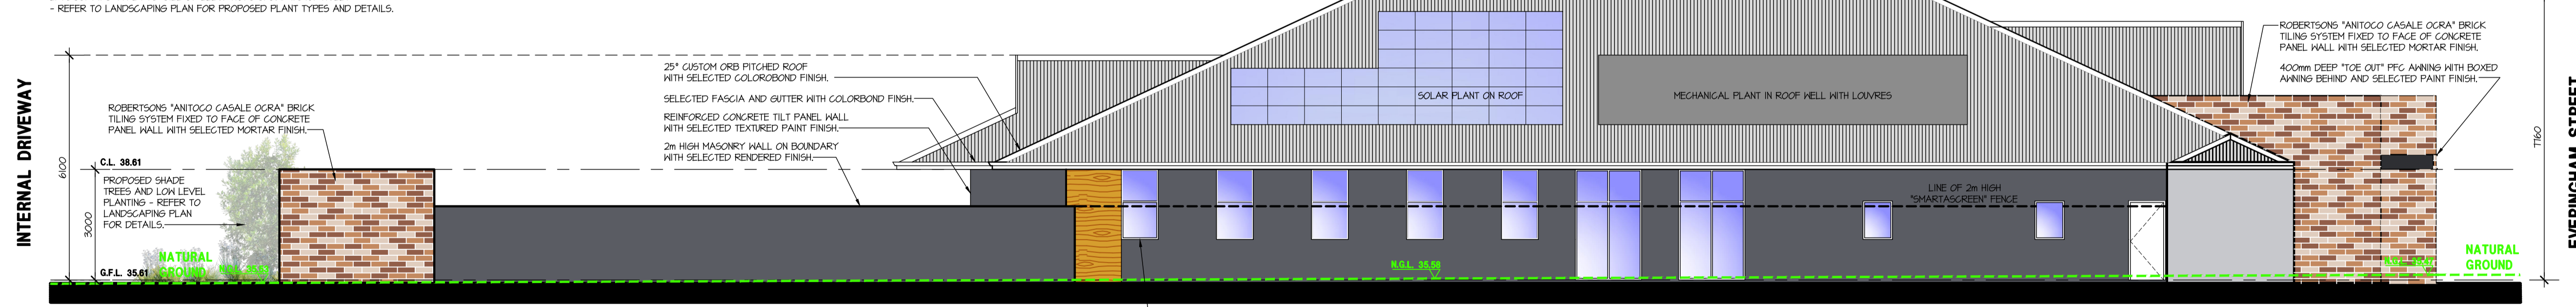 - REFER TO LANDSCAPING PLAN FOR PROPOSED PLANT TYPES AND DETAILS.
INTERNAL DRIVEWAY
6100
3000
ROBERTSONS "ANITOCO CASALE OCRA" BRICK
TILING SYSTEM FIXED TO FACE OF CONCRETE
PANEL WALL WITH SELECTED MORTAR FINISH.
C.L. 38.61
PROPOSED SHADE
TREES AND LOW LEVEL
PLANTING - REFER TO
LANDSCAPING PLAN
FOR DETAILS.
NATURAL
GROUND
G.F.L. 35.61
25° CUSTOM ORB PITCHED ROOF
WITH SELECTED COLOROBOND FINISH.
SELECTED FASCIA AND GUTTER WITH COLORBOND FINSH.
REINFORCED CONCRETE TILT PANEL WALL
WITH SELECTED TEXTURED PAINT FINISH.
2m HIGH MASONRY WALL ON BOUNDARY
WITH SELECTED RENDERED FINISH.
SOLAR PLANT ON ROOF
MECHANICAL PLANT IN ROOF WELL WITH LOUVRES
LINE OF 2m HIGH
"SMARTASCREEN" FENCE
N.G.L. 35.58
ROBERTSONS "ANITOCO CASALE OCRA" BRICK
TILING SYSTEM FIXED TO FACE OF CONCRETE
PANEL WALL WITH SELECTED MORTAR FINISH.
400mm DEEP "TOE OUT" PFC AWNING WITH BOXED
AWNING BEHIND AND SELECTED PAINT FINISH.
NATURAL
GROUND
7160
EVERINGHAM STREET